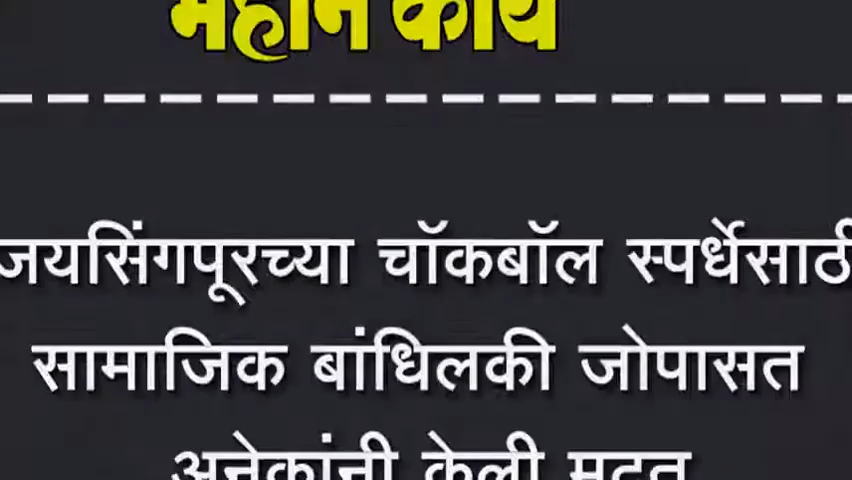 महान कार्य
जयसिंगपूरच्या चॉकबॉल स्पर्धेसाठी
सामाजिक बांधिलकी जोपासत
अनेकांनी केली मदत